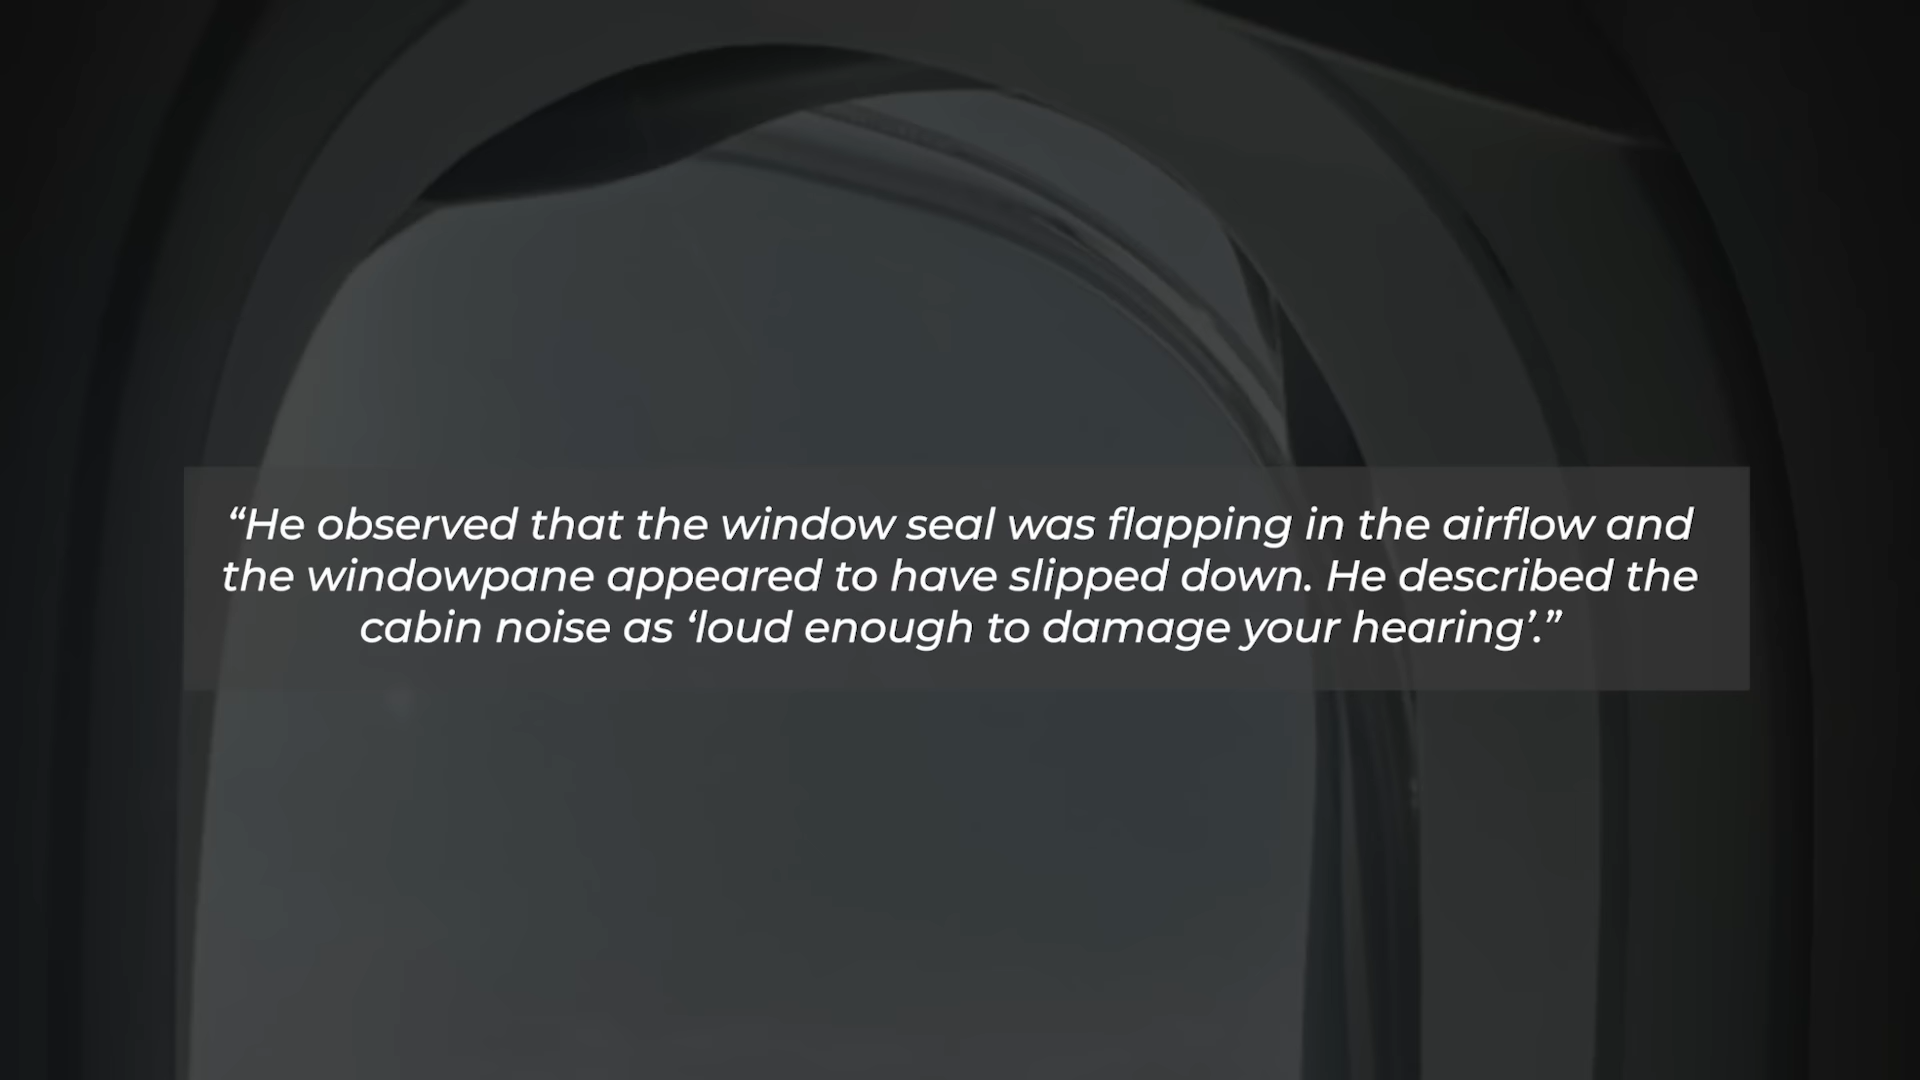 “He observed that the window seal was flapping in the airflow and
the windowpane appeared to have slipped down. He described the
cabin noise as ‘loud enough to damage your hearing’.”